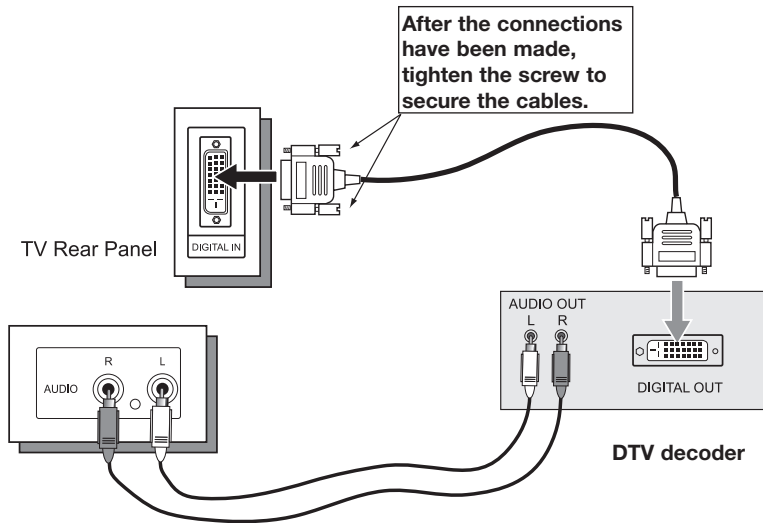 After the connections
have been made,
tighten the screw to
secure the cables.
DIGITAL IN
TV Rear Panel
AUDIO OUT
L R
DIGITAL OUT
R L
AUDIO
DTV decoder